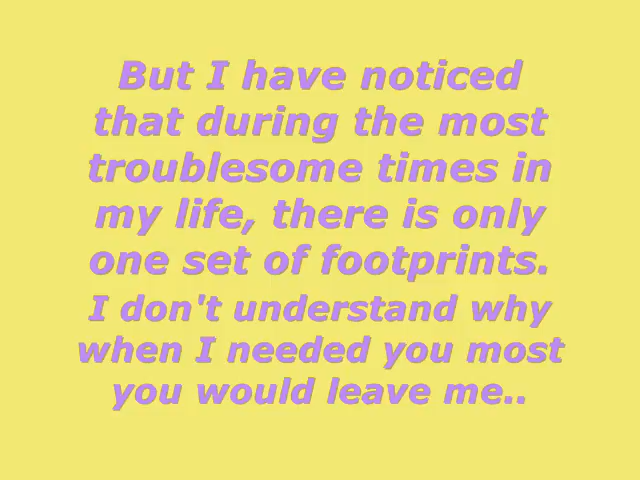 But I have noticed
that during the most
troublesome times in
my life, there is only
one set of footprints.
I don't understand why
when I needed you most
you would leave me..